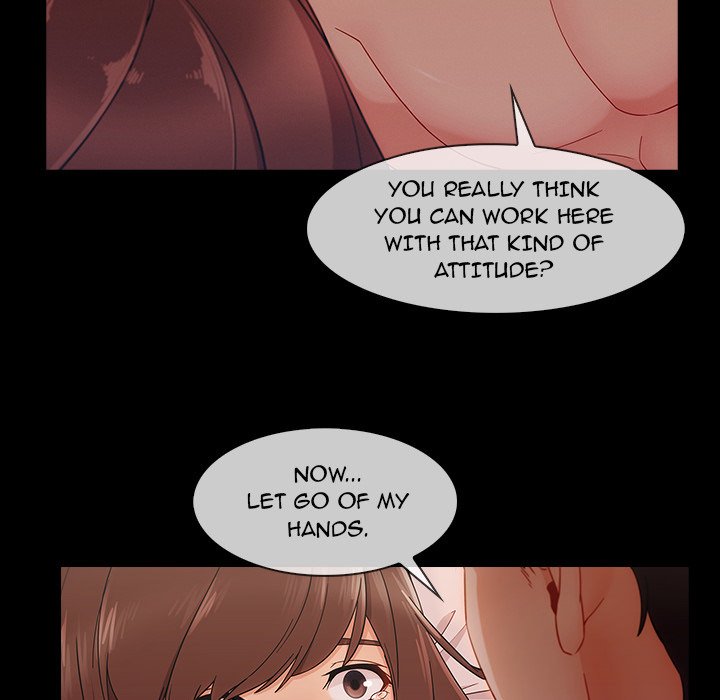 YOU REALLY THINK
YOU CAN WORK HERE
WITH THAT KIND OF
ATTITUDE?
NOW...
LET GO OF MY
HANDS.